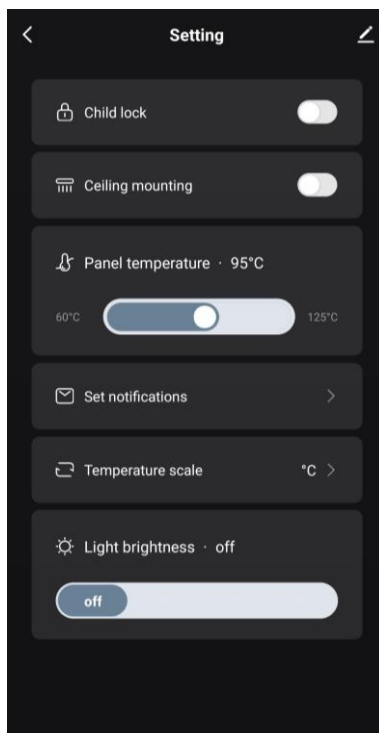 Setting
Child lock
Ceiling mounting
Panel temperature · 95°C
60°C 125°C
Set notifications
Temperature scale °C
Light brightness · off
off